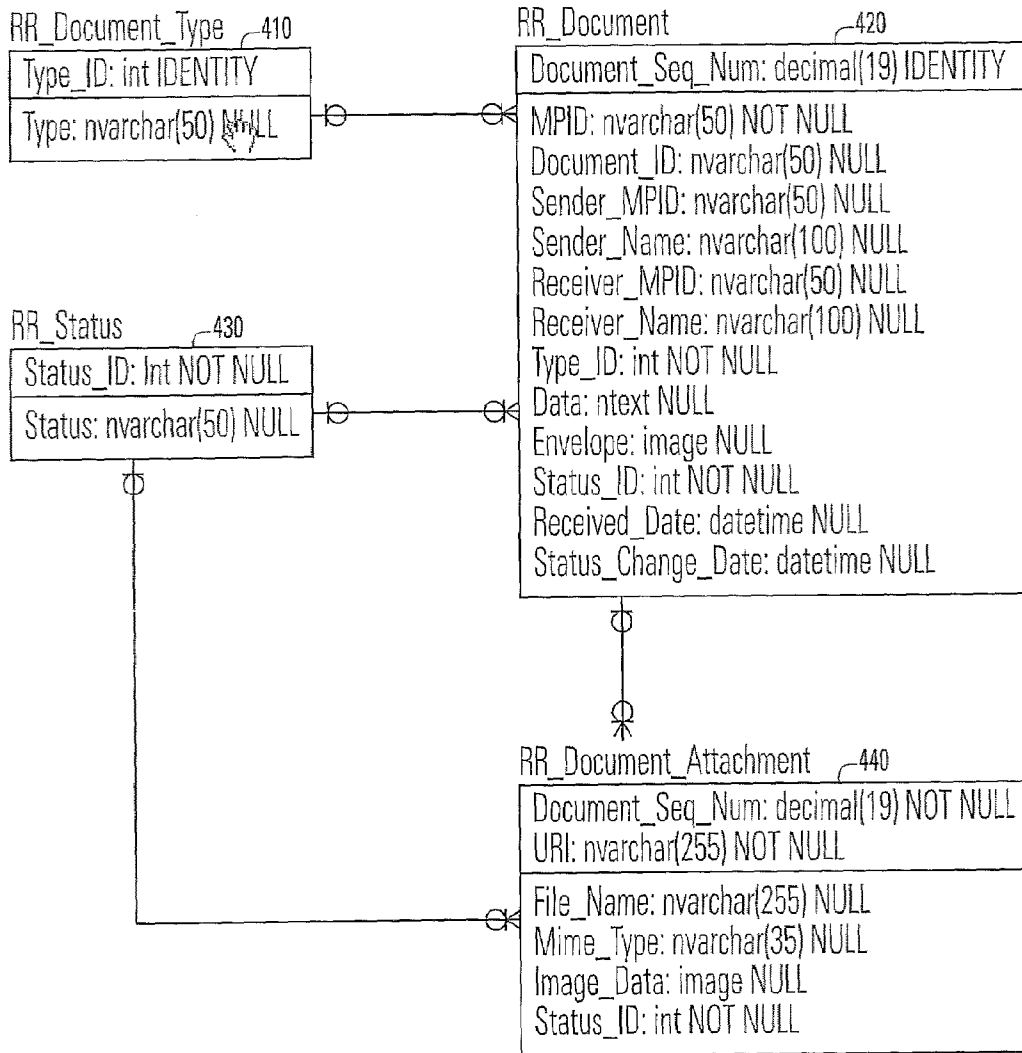 RR_Document_Type 410
Type_ID: int IDENTITY
Type: nvarchar(50) NULL
RR_Document 420
Document_Seq_Num: decimal(19) IDENTITY
MPID: nvarchar(50) NOT NULL
Document_ID: nvarchar(50) NULL
Sender_MPID: nvarchar(50) NULL
Sender_Name: nvarchar(100) NULL
Receiver_MPID: nvarchar(50) NULL
Receiver_Name: nvarchar(100) NULL
Type_ID: int NOT NULL
Data: ntext NULL
Envelope: image NULL
Status_ID: int NOT NULL
Received_Date: datetime NULL
Status_Change_Date: datetime NULL
RR_Status 430
Status_ID: Int NOT NULL
Status: nvarchar(50) NULL
RR_Document_Attachment 440
Document_Seq_Num: decimal(19) NOT NULL
URI: nvarchar(255) NOT NULL
File_Name: nvarchar(255) NULL
Mime_Type: nvarchar(35) NULL
Image_Data: image NULL
Status_ID: int NOT NULL